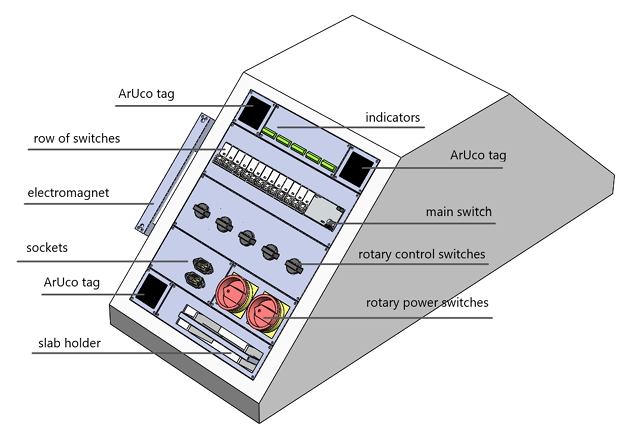 ArUco tag
indicators
row of switches
ArUco tag
electromagnet
main switch
sockets
rotary control switches
ArUco tag
rotary power switches
slab holder